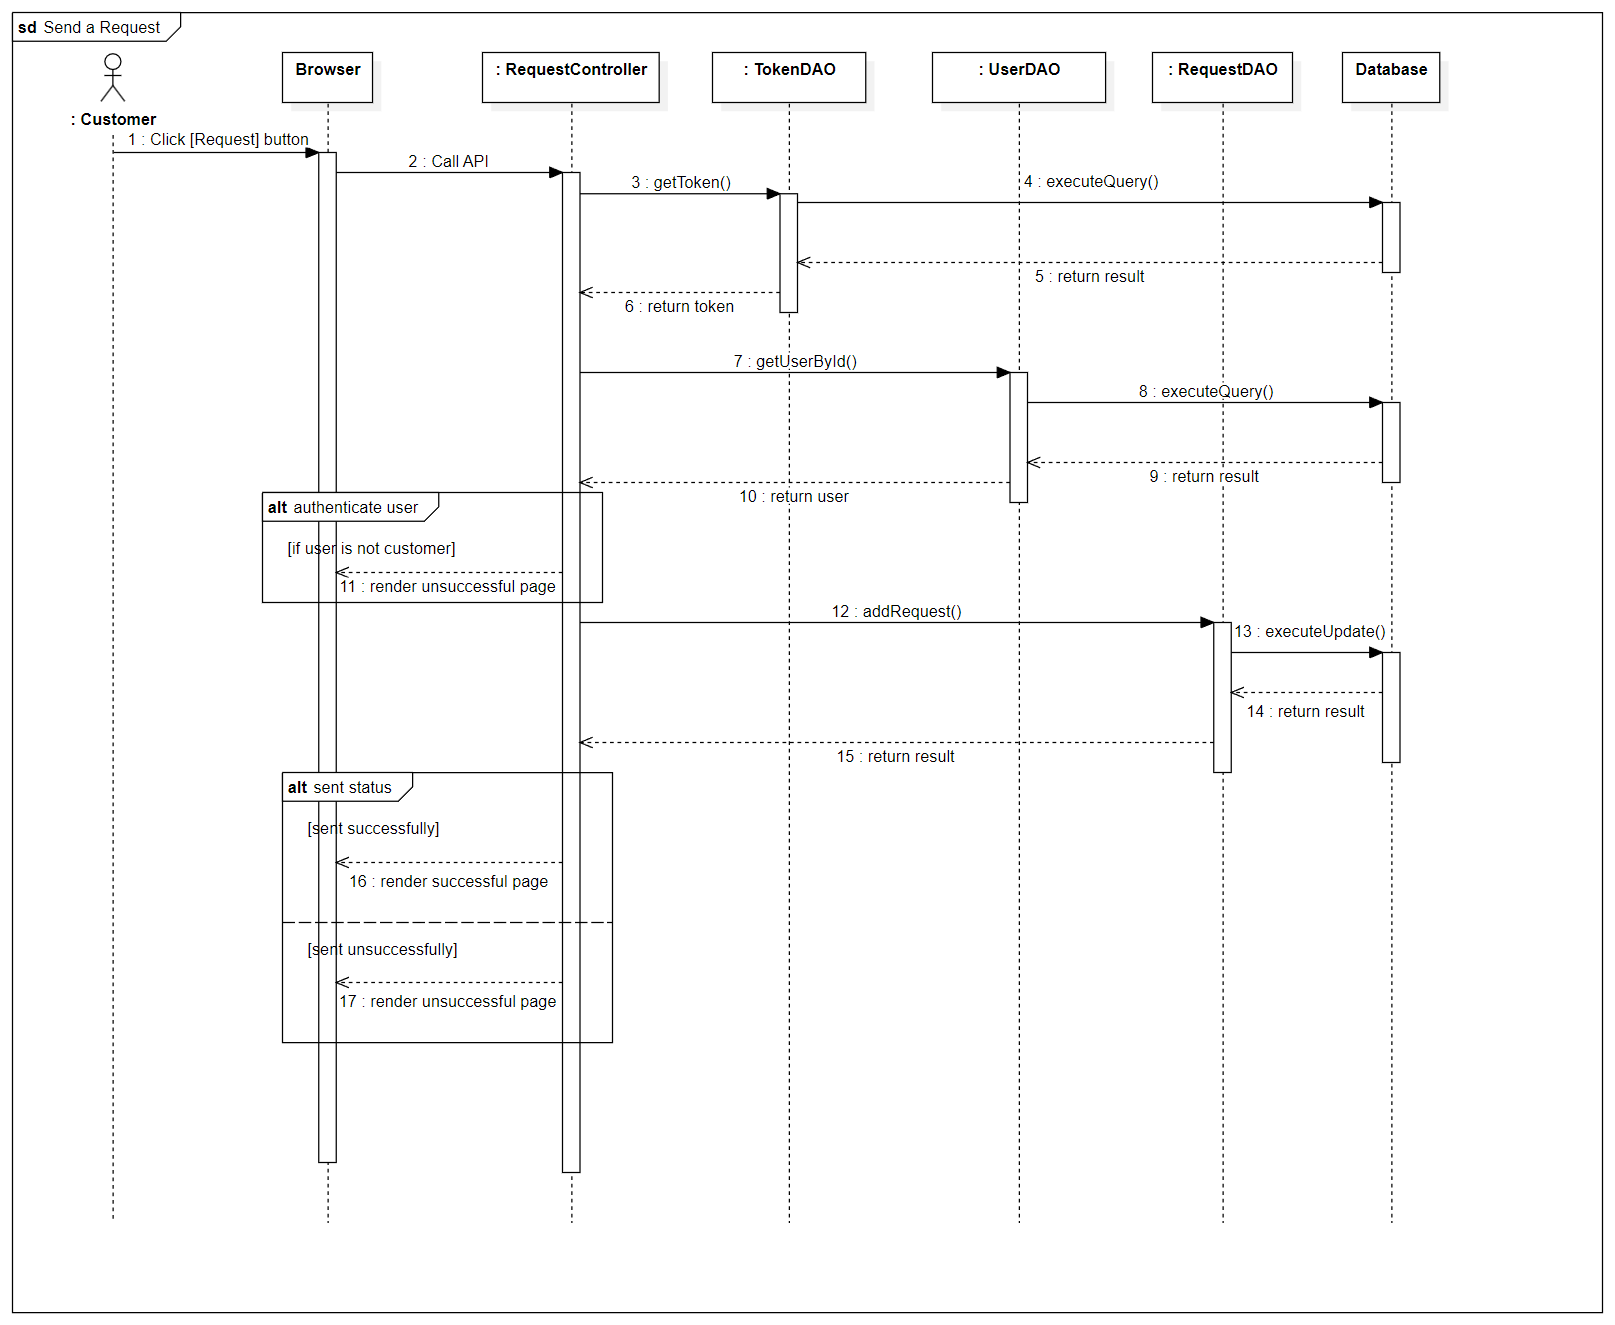 sd Send a Request
Browser
: RequestController
: TokenDAO
: UserDAO
: RequestDAO
Database
: Customer
1 : Click [Request] button
2 : Call API
3 : getToken()
4 : executeQuery()
5 : return result
6 : return token
7 : getUserById()
8 : executeQuery()
9 : return result
10 : return user
alt authenticate user
[if user is not customer]
11 : render unsuccessful page
12 : addRequest()
13 : executeUpdate()
14 : return result
15 : return result
alt sent status
[sent successfully]
16 : render successful page
[sent unsuccessfully]
17 : render unsuccessful page